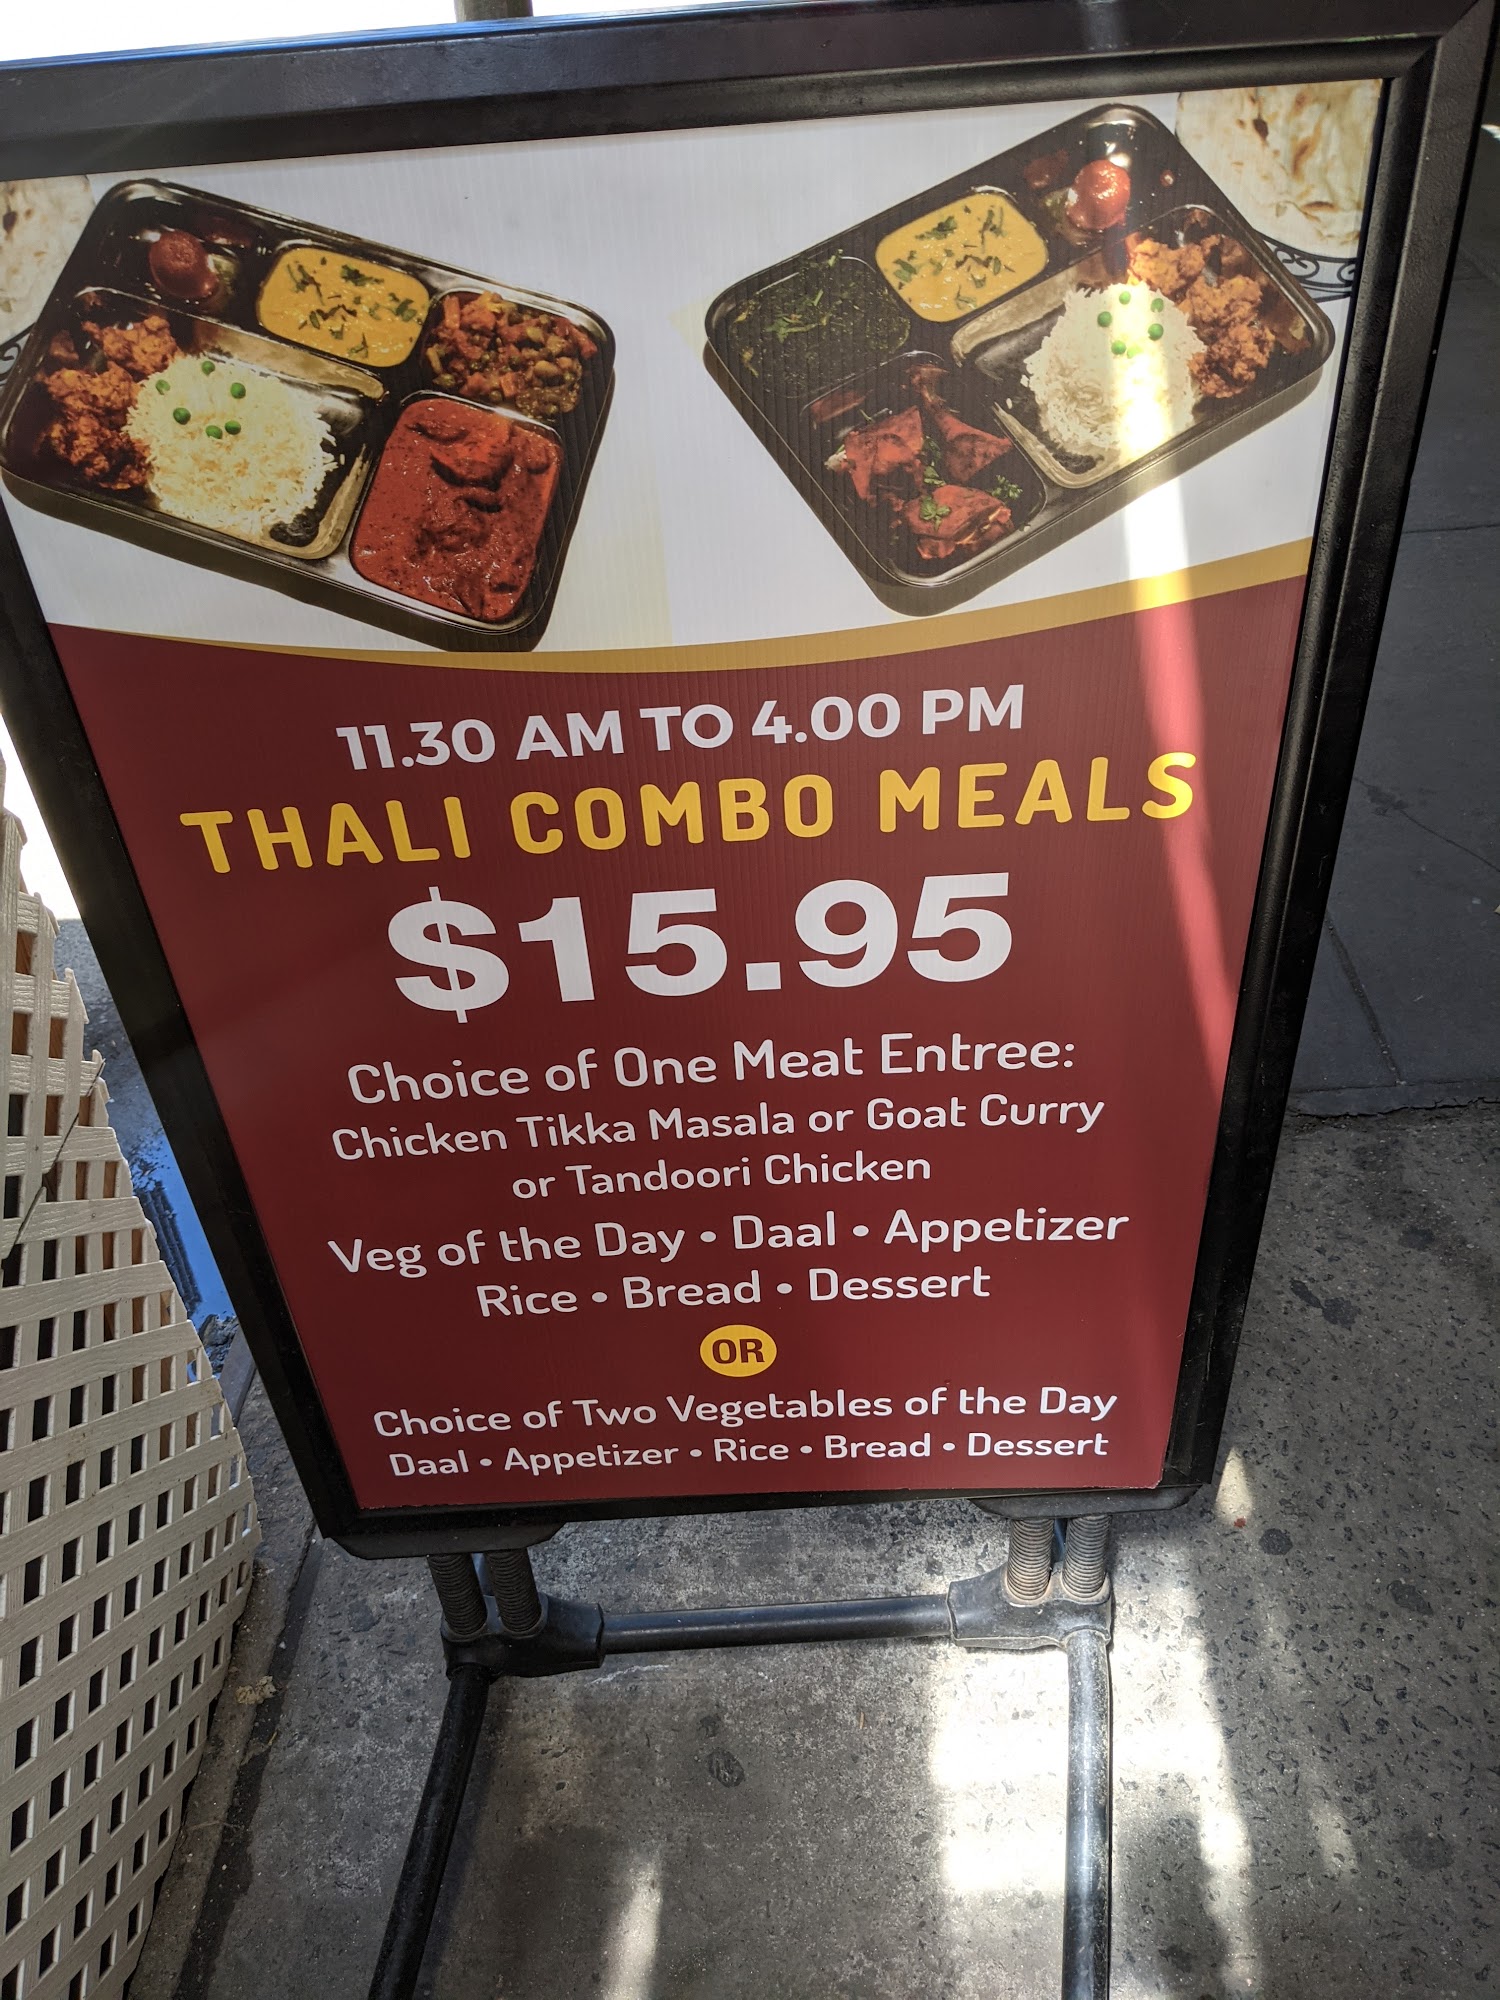 11.30 AM TO 4.00 PM
THALI COMBO MEALS
$15.95
Choice of One Meat Entree:
Chicken Tikka Masala or Goat Curry
or Tandoori Chicken
Veg of the Day • Daal • Appetizer
Rice • Bread • Dessert
OR
Choice of Two Vegetables of the Day
Daal • Appetizer • Rice • Bread • Dessert